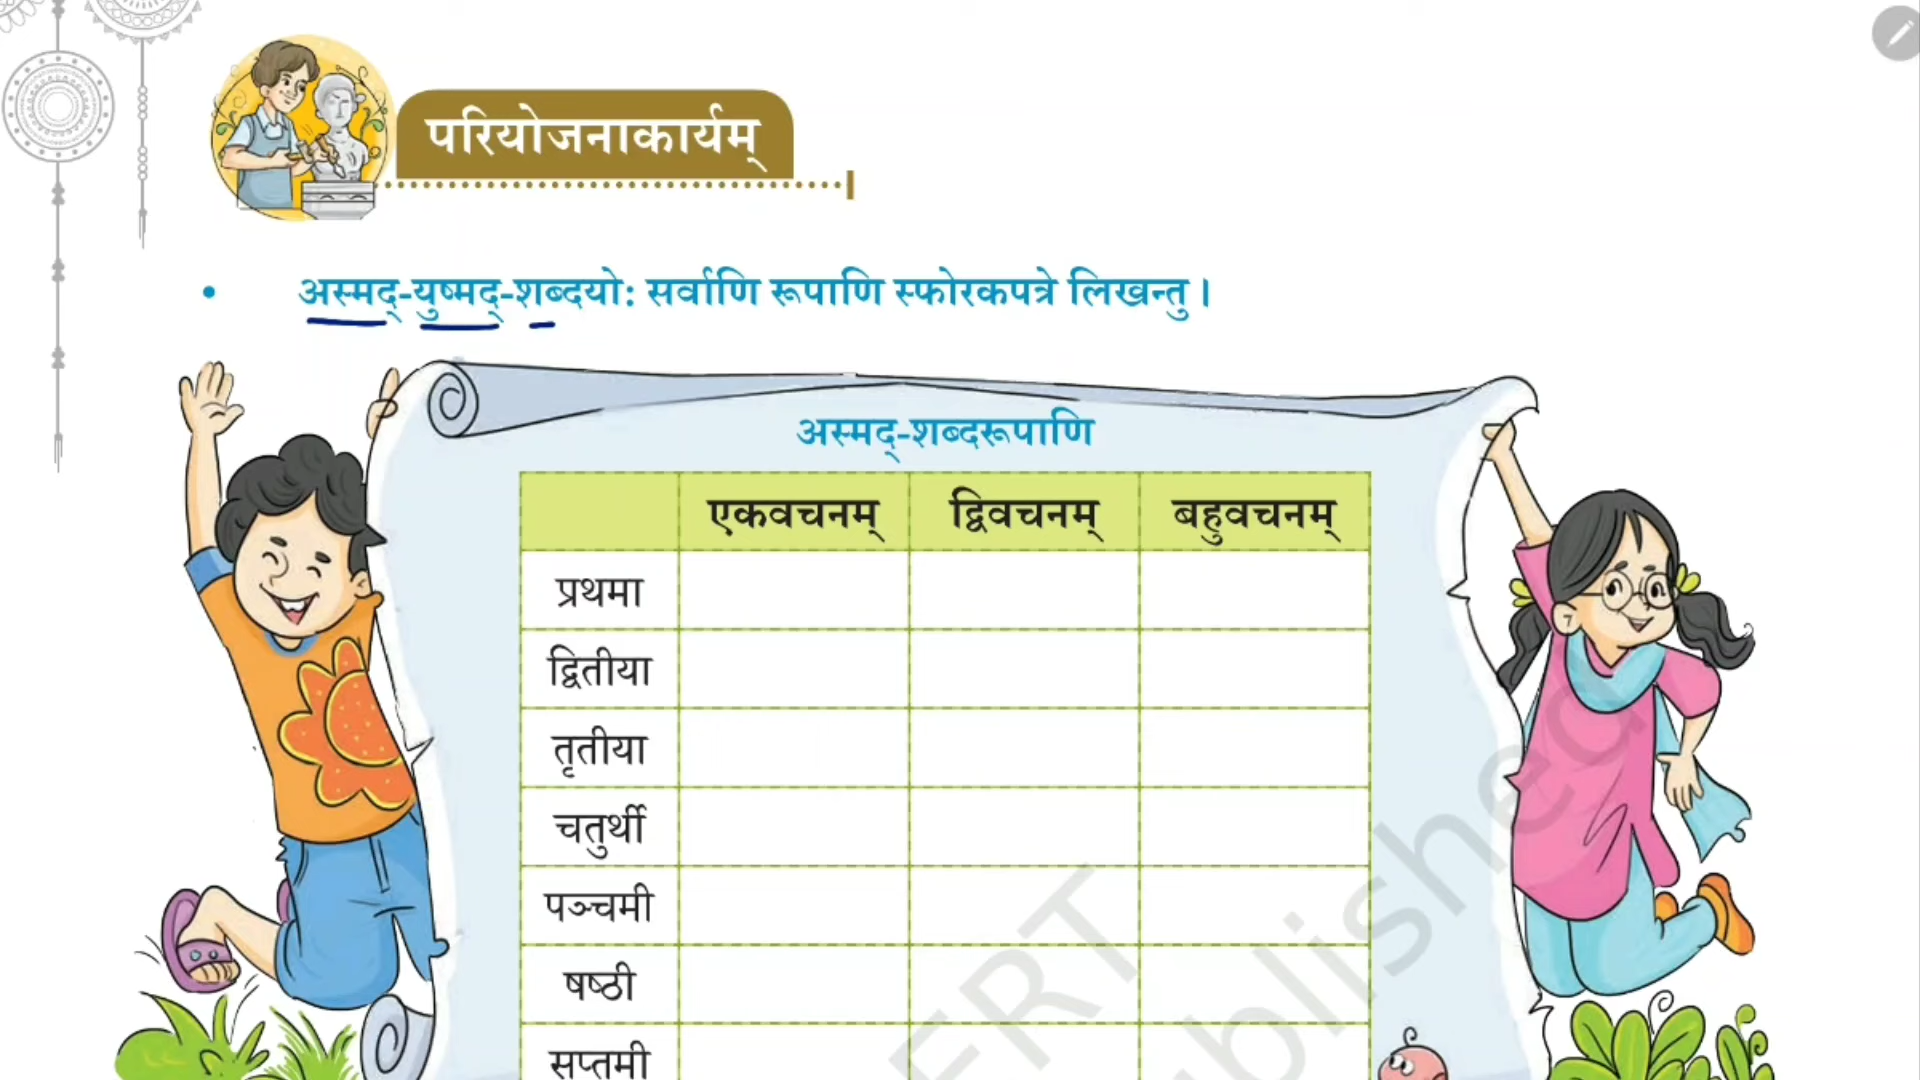 परियोजनाकार्यम्
• अस्मद्-युष्मद्-शब्दयोः सर्वाणि रूपाणि स्फोरकपत्रे लिखन्तु ।
अस्मद्-शब्दरूपाणि
एकवचनम् द्विवचनम् बहुवचनम्
प्रथमा
द्वितीया
तृतीया
चतुर्थी
पञ्चमी
षष्ठी
सप्तमी